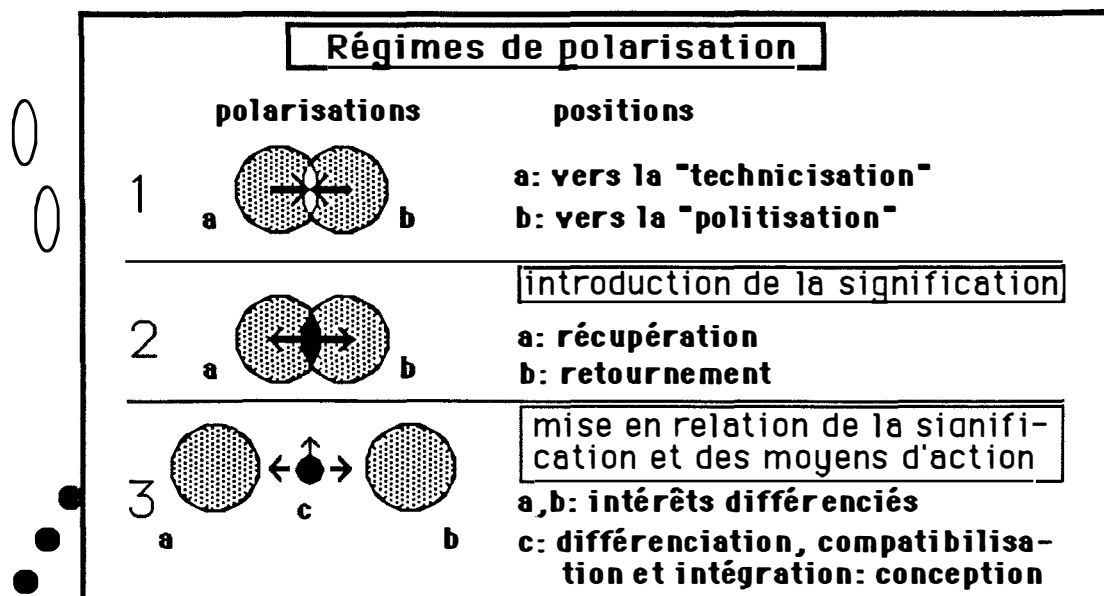 Régimes de polarisation
polarisations positions
1
a b
a: vers la "technicisation"
b: vers la "politisation"
introduction de la signification
2
a b
a: récupération
b: retournement
mise en relation de la signifi-
cation et des moyens d'action
3
a c b
a,b: intérêts différenciés
c: différenciation, compatibilisa-
tion et intégration: conception